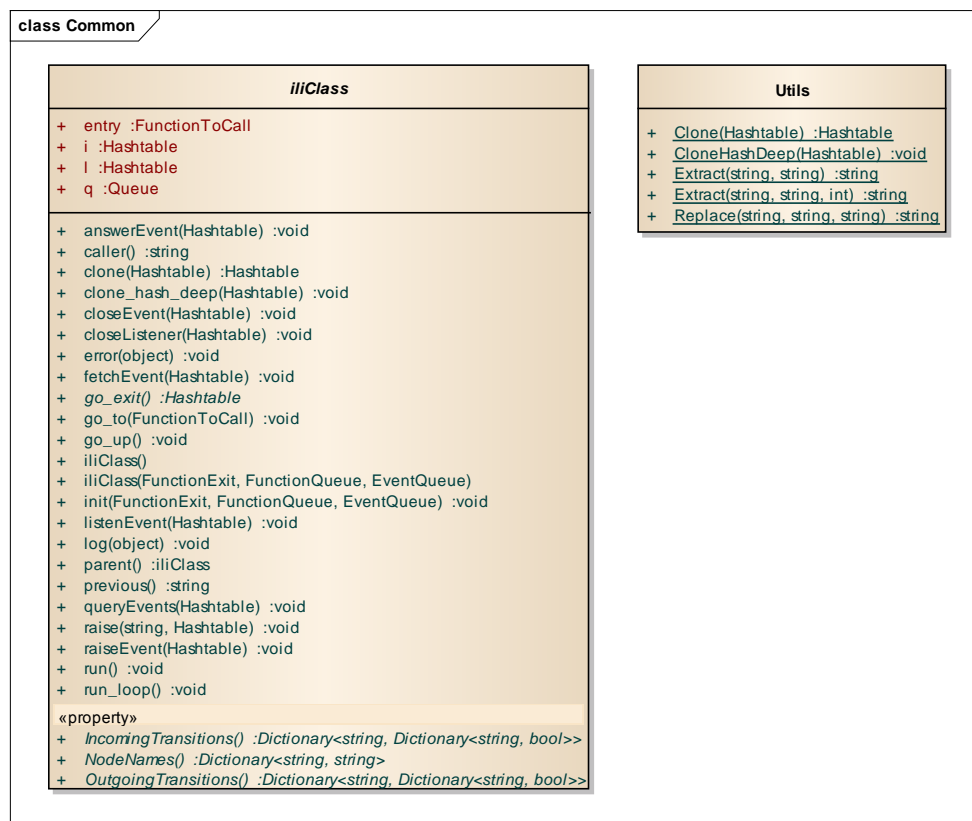 class Common
iliClass
+ entry :FunctionToCall
+ i :Hashtable
+ l :Hashtable
+ q :Queue
+ answerEvent(Hashtable) :void
+ caller() :string
+ clone(Hashtable) :Hashtable
+ clone_hash_deep(Hashtable) :void
+ closeEvent(Hashtable) :void
+ closeListener(Hashtable) :void
+ error(object) :void
+ fetchEvent(Hashtable) :void
+ go_exit() :Hashtable
+ go_to(FunctionToCall) :void
+ go_up() :void
+ iliClass()
+ iliClass(FunctionExit, FunctionQueue, EventQueue)
+ init(FunctionExit, FunctionQueue, EventQueue) :void
+ listenEvent(Hashtable) :void
+ log(object) :void
+ parent() :iliClass
+ previous() :string
+ queryEvents(Hashtable) :void
+ raise(string, Hashtable) :void
+ raiseEvent(Hashtable) :void
+ run() :void
+ run_loop() :void
«property»
+ IncomingTransitions() :Dictionary<string, Dictionary<string, bool>>
+ NodeNames() :Dictionary<string, string>
+ OutgoingTransitions() :Dictionary<string, Dictionary<string, bool>>
Utils
+ Clone(Hashtable) :Hashtable
+ CloneHashDeep(Hashtable) :void
+ Extract(string, string) :string
+ Extract(string, string, int) :string
+ Replace(string, string, string) :string